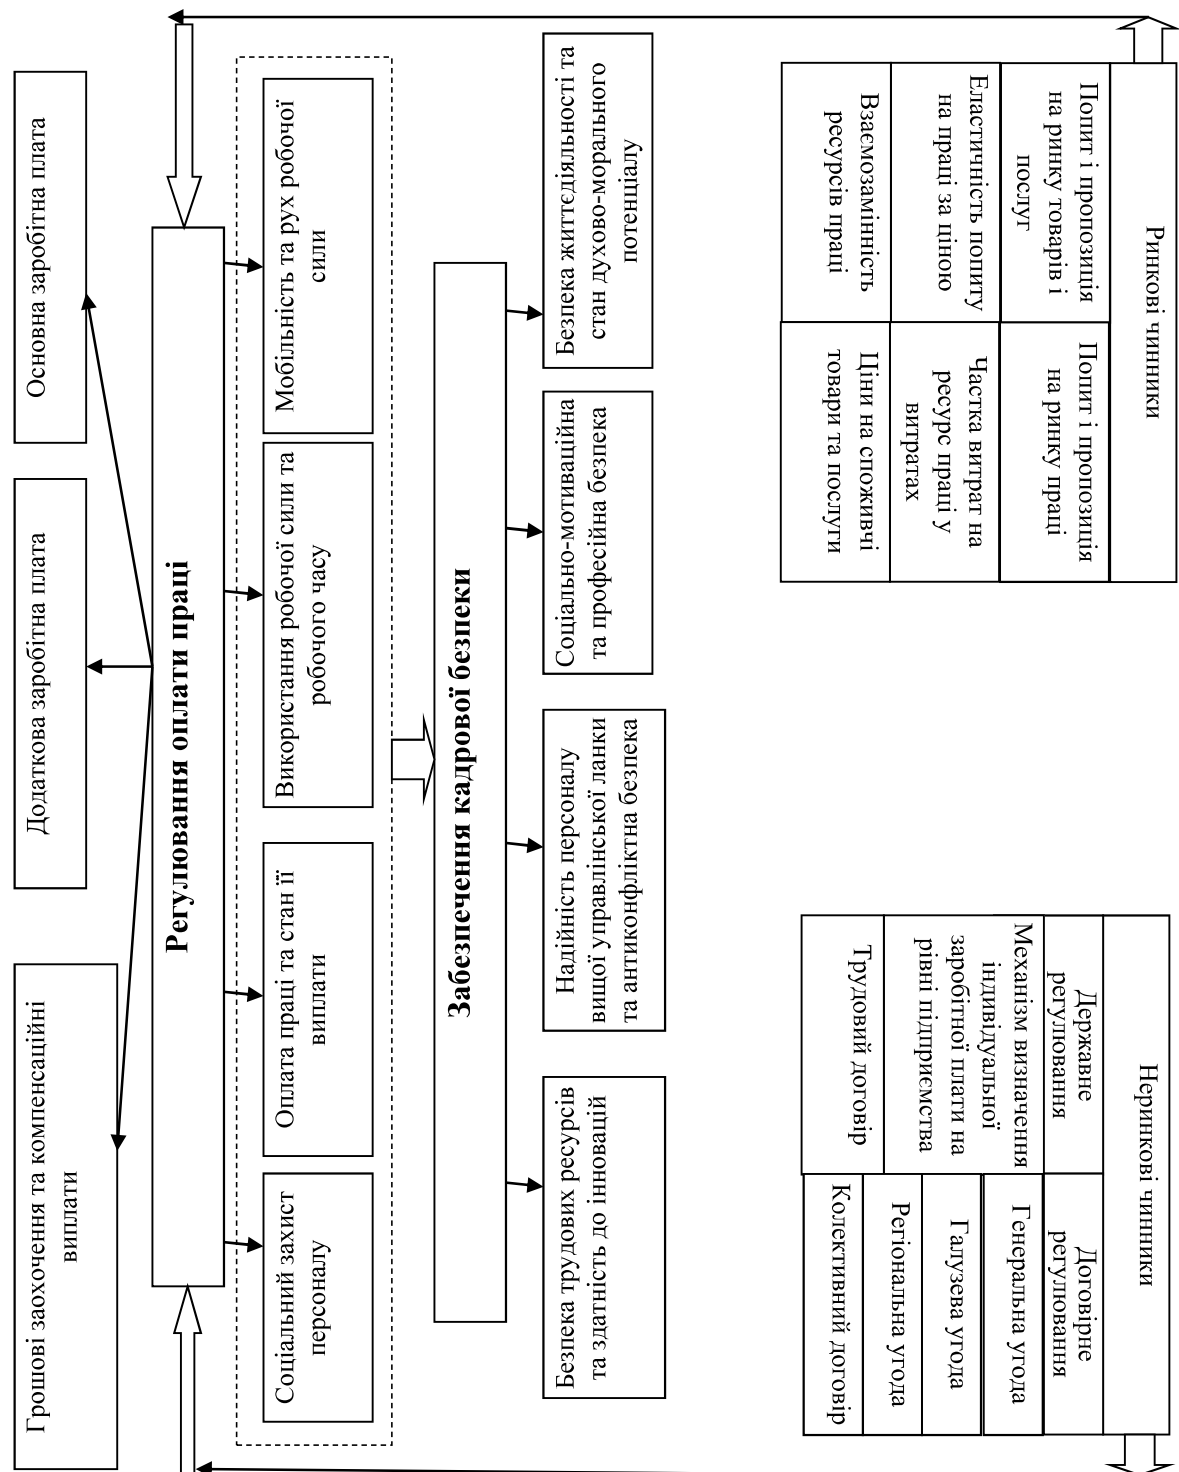 Грошові заохочення та компенсаційні
виплати
Додаткова заробітна плата
Основна заробітна плата
Регулювання оплати праці
Соціальний захист
персоналу
Оплата праці та стан її
виплати
Використання робочої сили та
робочого часу
Мобільність та рух робочої
сили
Забезпечення кадрової безпеки
Безпека трудових ресурсів
та здатність до інновацій
Надійність персоналу
вищої управлінської ланки
та антиконфліктна безпека
Соціально-мотиваційна
та професійна безпека
Безпека життєдіяльності та
стан духово-морального
потенціалу
Ринкові чинники
Попит і пропозиція
на ринку товарів і
послуг
Попит і пропозиція
на ринку праці
Еластичність попиту
на праці за ціною
Частка витрат на
ресурс праці у
витратах
Взаємозамінність
ресурсів праці
Ціни на споживчі
товари та послуги
Неринкові чинники
Державне
регулювання
Договірне
регулювання
Механізм визначення
індивідуальної
заробітної плати на
рівні підприємства
Генеральна угода
Галузева угода
Трудовий договір
Регіональна угода
Колективний договір